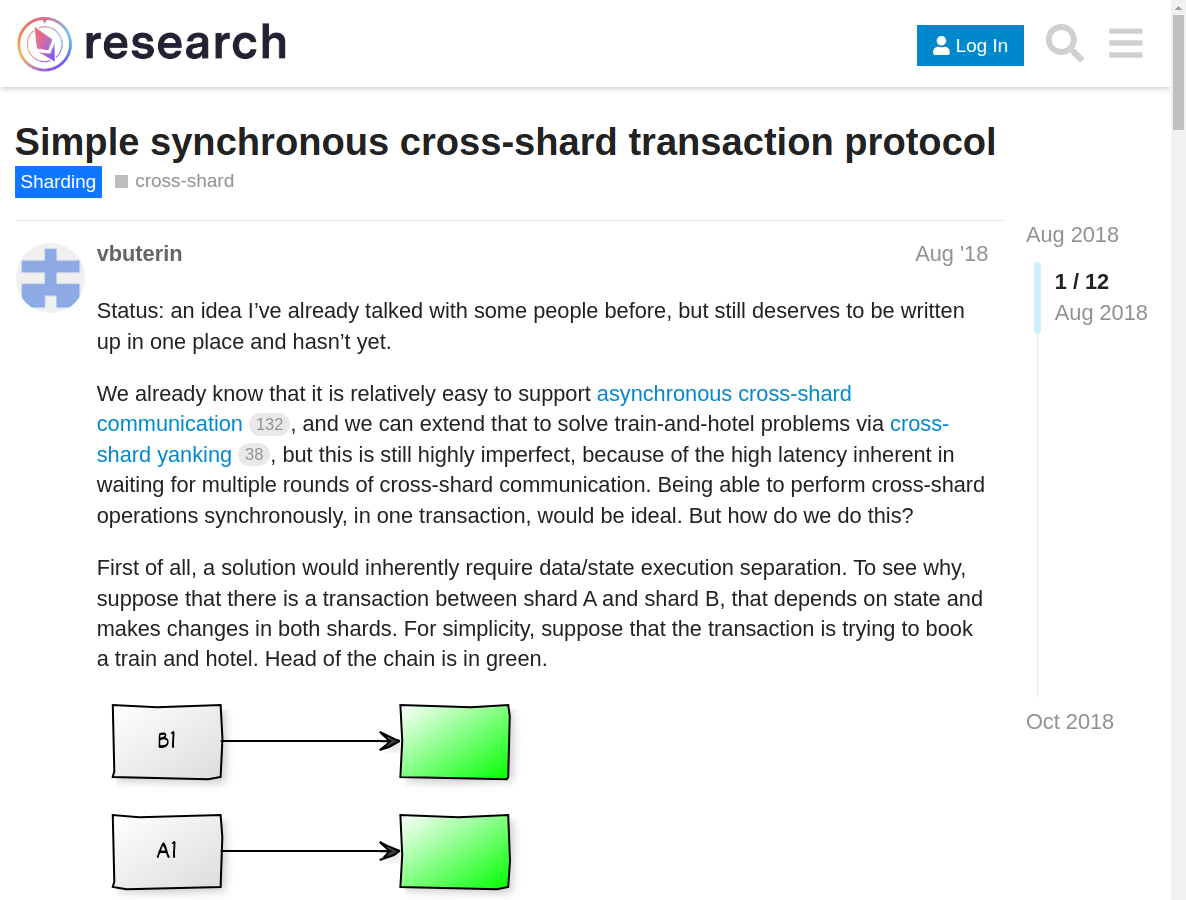 research
Log In
Simple synchronous cross-shard transaction protocol
Sharding
cross-shard
vbuterin
Aug '18
Status: an idea I’ve already talked with some people before, but still deserves to be written
up in one place and hasn’t yet.
We already know that it is relatively easy to support asynchronous cross-shard
communication 132 , and we can extend that to solve train-and-hotel problems via cross-
shard yanking 38 , but this is still highly imperfect, because of the high latency inherent in
waiting for multiple rounds of cross-shard communication. Being able to perform cross-shard
operations synchronously, in one transaction, would be ideal. But how do we do this?
First of all, a solution would inherently require data/state execution separation. To see why,
suppose that there is a transaction between shard A and shard B, that depends on state and
makes changes in both shards. For simplicity, suppose that the transaction is trying to book
a train and hotel. Head of the chain is in green.
B1
A1
Aug 2018
1 / 12
Aug 2018
Oct 2018